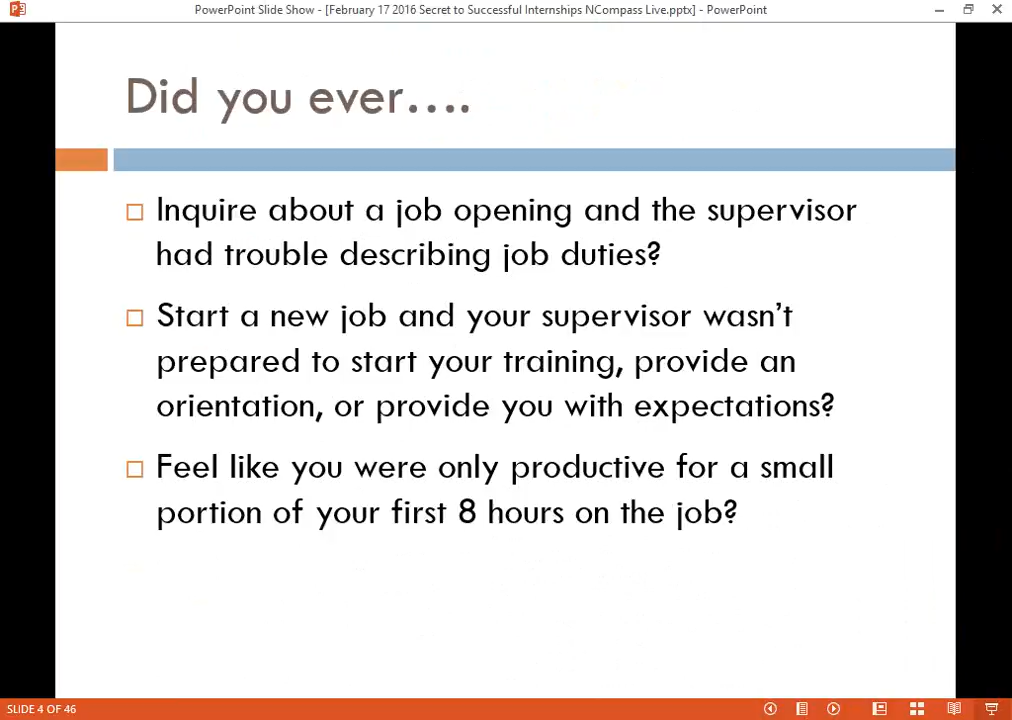 PowerPoint Slide Show - [February 17 2016 Secret to Successful Internships NCompass Live.pptx] - PowerPoint
Did you ever….
Inquire about a job opening and the supervisor
had trouble describing job duties?
Start a new job and your supervisor wasn’t
prepared to start your training, provide an
orientation, or provide you with expectations?
Feel like you were only productive for a small
portion of your first 8 hours on the job?
SLIDE 4 OF 46